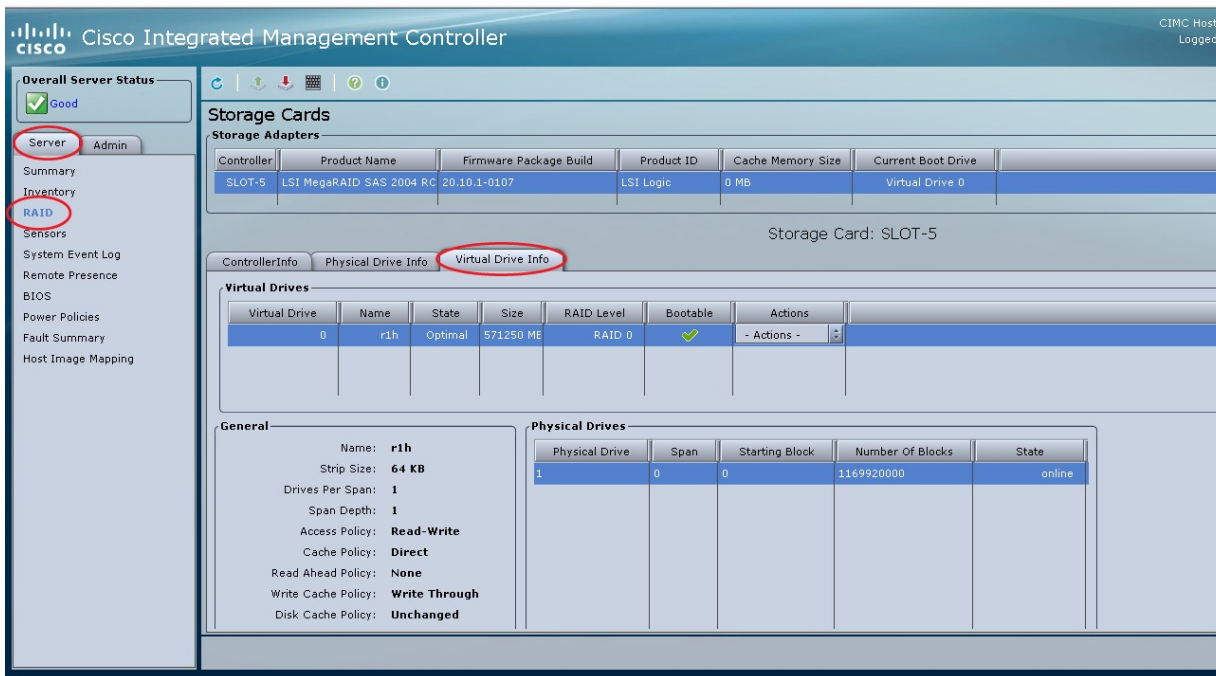 CISCO
Cisco Integrated Management Controller
CIMC Host
Logged
Overall Server Status
Good
Server
Admin
Summary
Inventory
RAID
Sensors
System Event Log
Remote Presence
BIOS
Power Policies
Fault Summary
Host Image Mapping
Storage Cards
Storage Adapters
Controller Product Name Firmware Package Build Product ID Cache Memory Size Current Boot Drive
SLOT-5 LSI MegaRAID SAS 2004 RC 20.10.1-0107 LSI Logic 0 MB Virtual Drive 0
Storage Card: SLOT-5
ControllerInfo Physical Drive Info Virtual Drive Info
Virtual Drives
Virtual Drive Name State Size RAID Level Bootable Actions
0 r1h Optimal 571250 ME RAID 0 - Actions -
General
Name: r1h
Strip Size: 64 KB
Drives Per Span: 1
Span Depth: 1
Access Policy: Read-Write
Cache Policy: Direct
Read Ahead Policy: None
Write Cache Policy: Write Through
Disk Cache Policy: Unchanged
Physical Drives
Physical Drive Span Starting Block Number Of Blocks State
1 0 0 1169920000 online